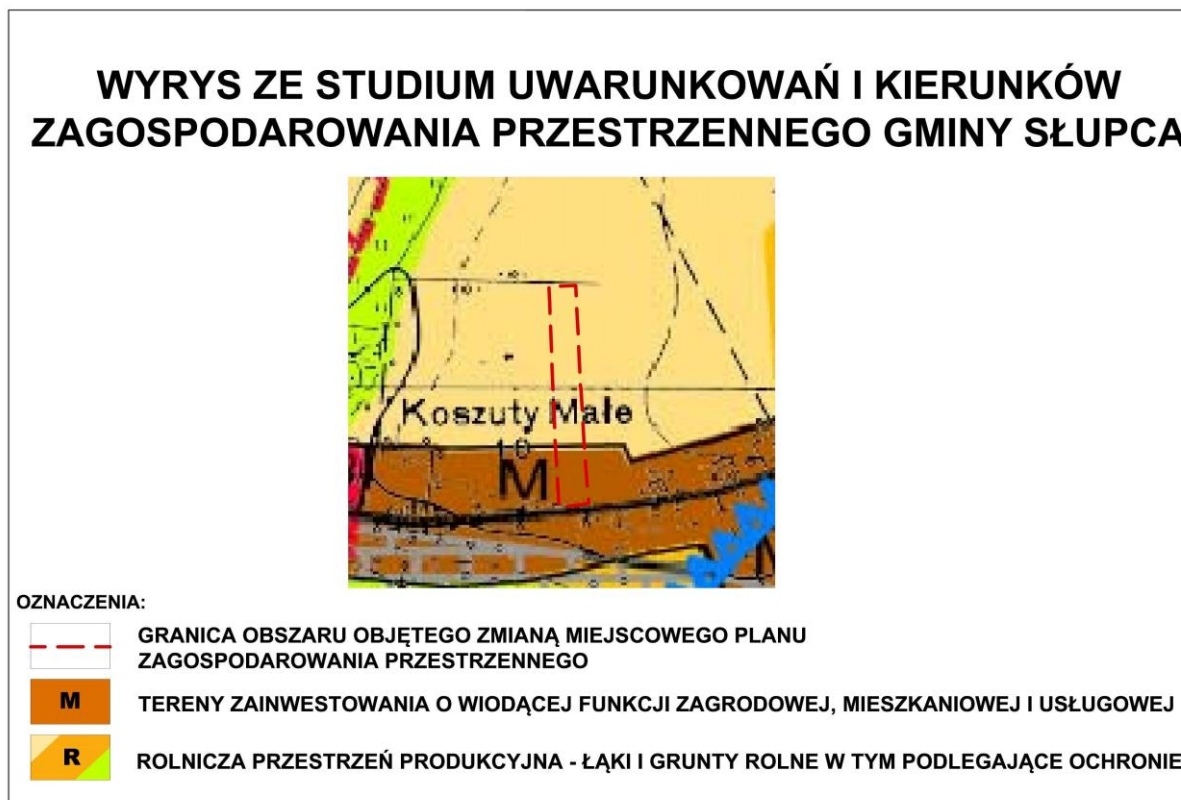 WYRYS ZE STUDIUM UWARUNKOWAŃ I KIERUNKÓW
ZAGOSPODAROWANIA PRZESTRZENNEGO GMINY SŁUPCA
Koszuty Małe
10
M
OZNACZENIA:
GRANICA OBSZARU OBJĘTEGO ZMIANĄ MIEJSCOWEGO PLANU
ZAGOSPODAROWANIA PRZESTRZENNEGO
M TERENY ZAINWESTOWANIA O WIODĄCEJ FUNKCJI ZAGRODOWEJ, MIESZKANIOWEJ I USŁUGOWEJ
R ROLNICZA PRZESTRZEŃ PRODUKCYJNA - ŁĄKI I GRUNTY ROLNE W TYM PODLEGAJĄCE OCHRONIE